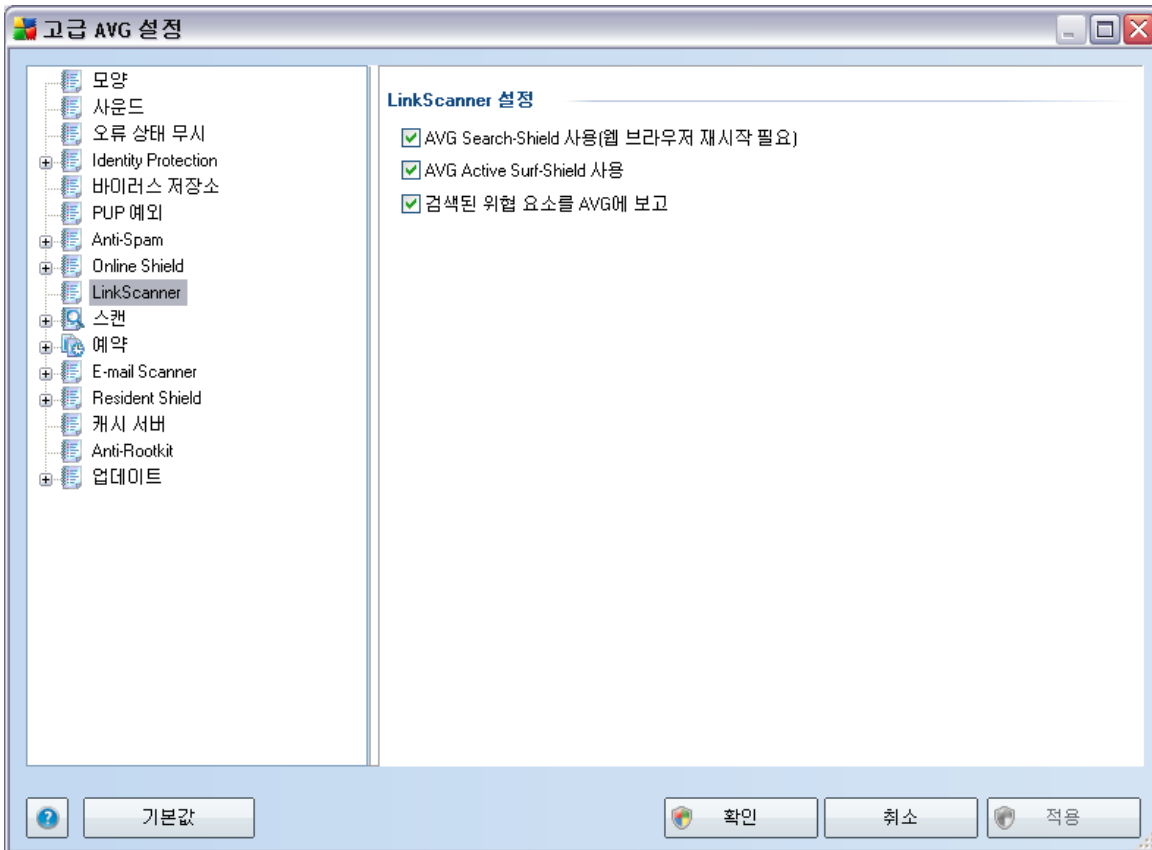 고급 AVG 설정
모양
사운드
오류 상태 무시
Identity Protection
바이러스 저장소
PUP 예외
Anti-Spam
Online Shield
LinkScanner
스캔
예약
E-mail Scanner
Resident Shield
캐시 서버
Anti-Rootkit
업데이트
LinkScanner 설정
AVG Search-Shield 사용(웹 브라우저 재시작 필요)
AVG Active Surf-Shield 사용
검색된 위협 요소를 AVG에 보고
기본값
확인
취소
적용